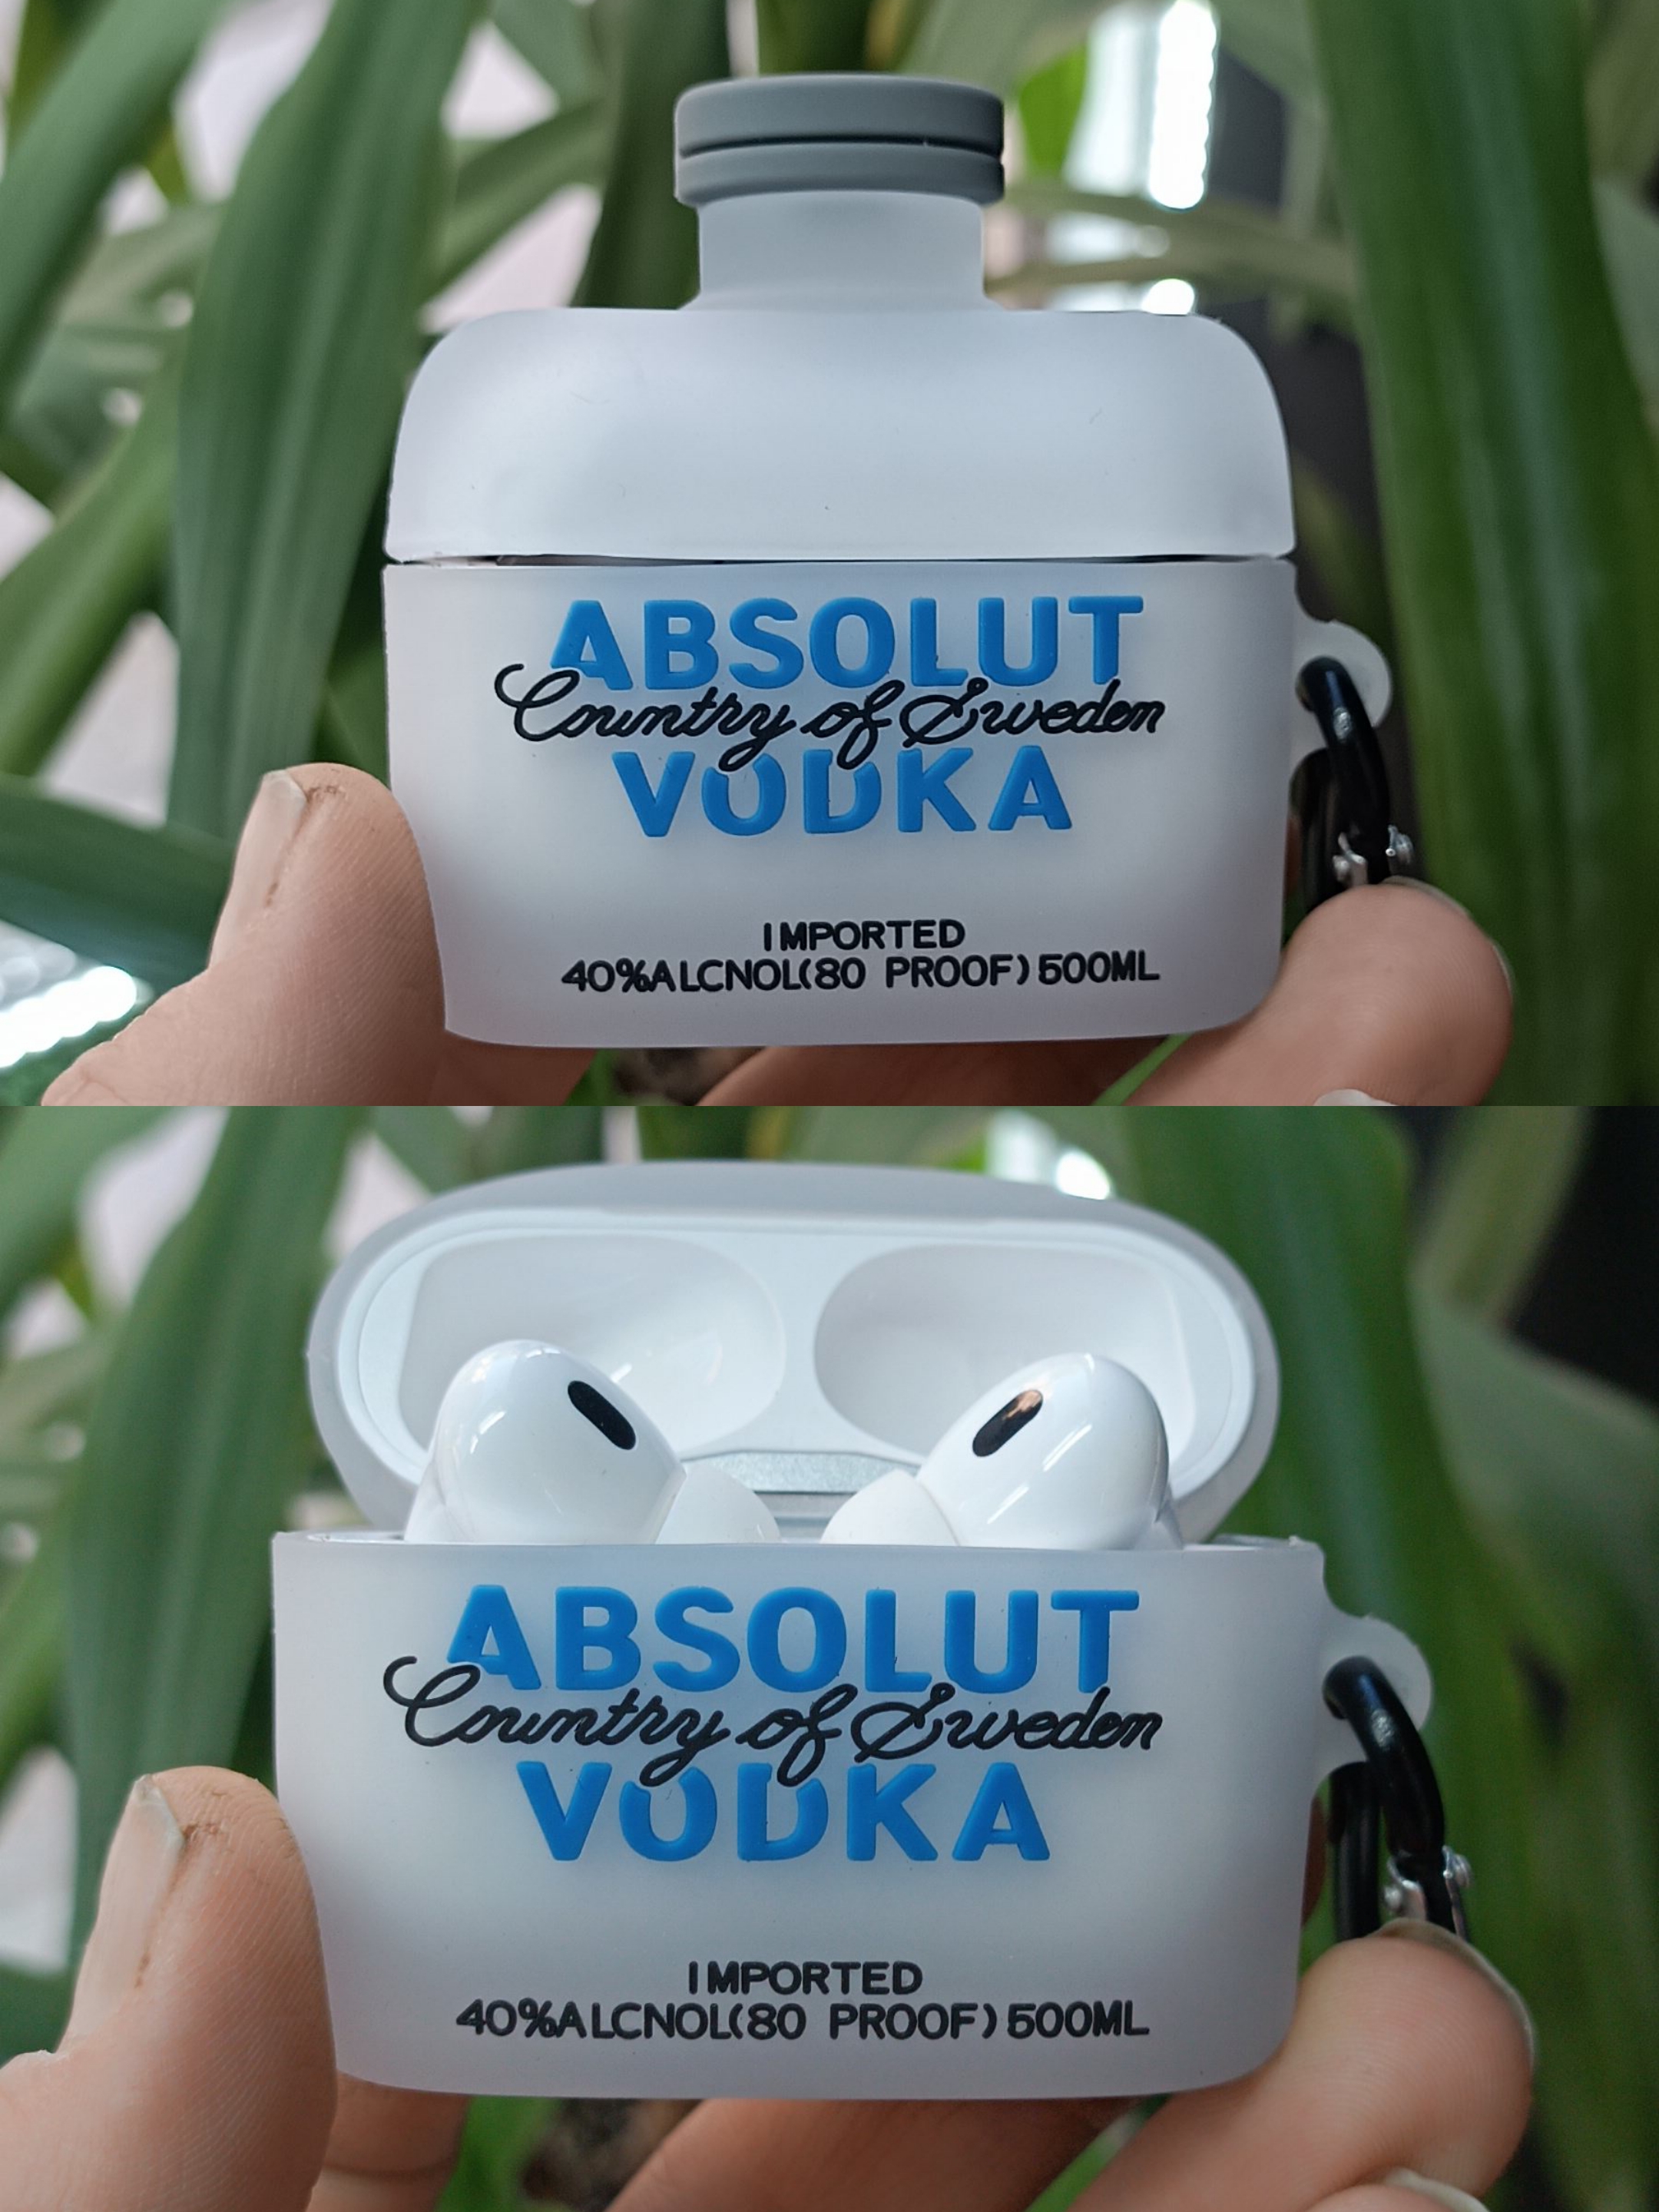 ABSOLUT
Country of Sweden
VODKA
IMPORTED
40%ALCNOL(80 PROOF) 500ML
ABSOLUT
Country of Sweden
VODKA
IMPORTED
40%ALCNOL(80 PROOF) 500ML